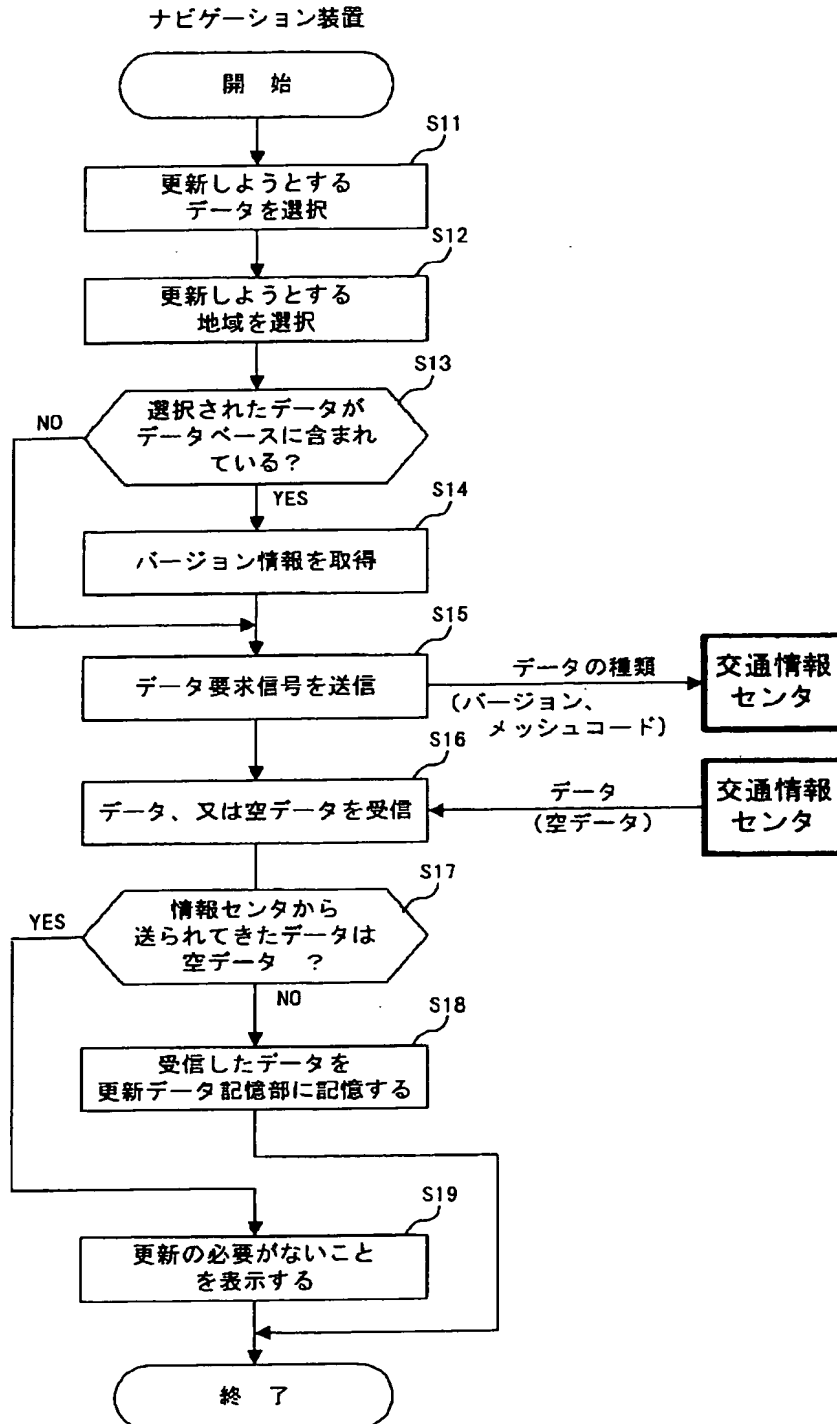 ナビゲーション装置
開 始
S11
更新しようとする
データを選択
S12
更新しようとする
地域を選択
S13
選択されたデータが
データベースに含まれ
ている?
NO
YES
S14
バージョン情報を取得
S15
データ要求信号を送信
データの種類
(バージョン、
メッシュコード)
交通情報
センタ
S16
データ、又は空データを受信
データ
(空データ)
交通情報
センタ
S17
情報センタから
送られてきたデータは
空データ ?
YES
NO
S18
受信したデータを
更新データ記憶部に記憶する
S19
更新の必要がないこと
を表示する
終 了